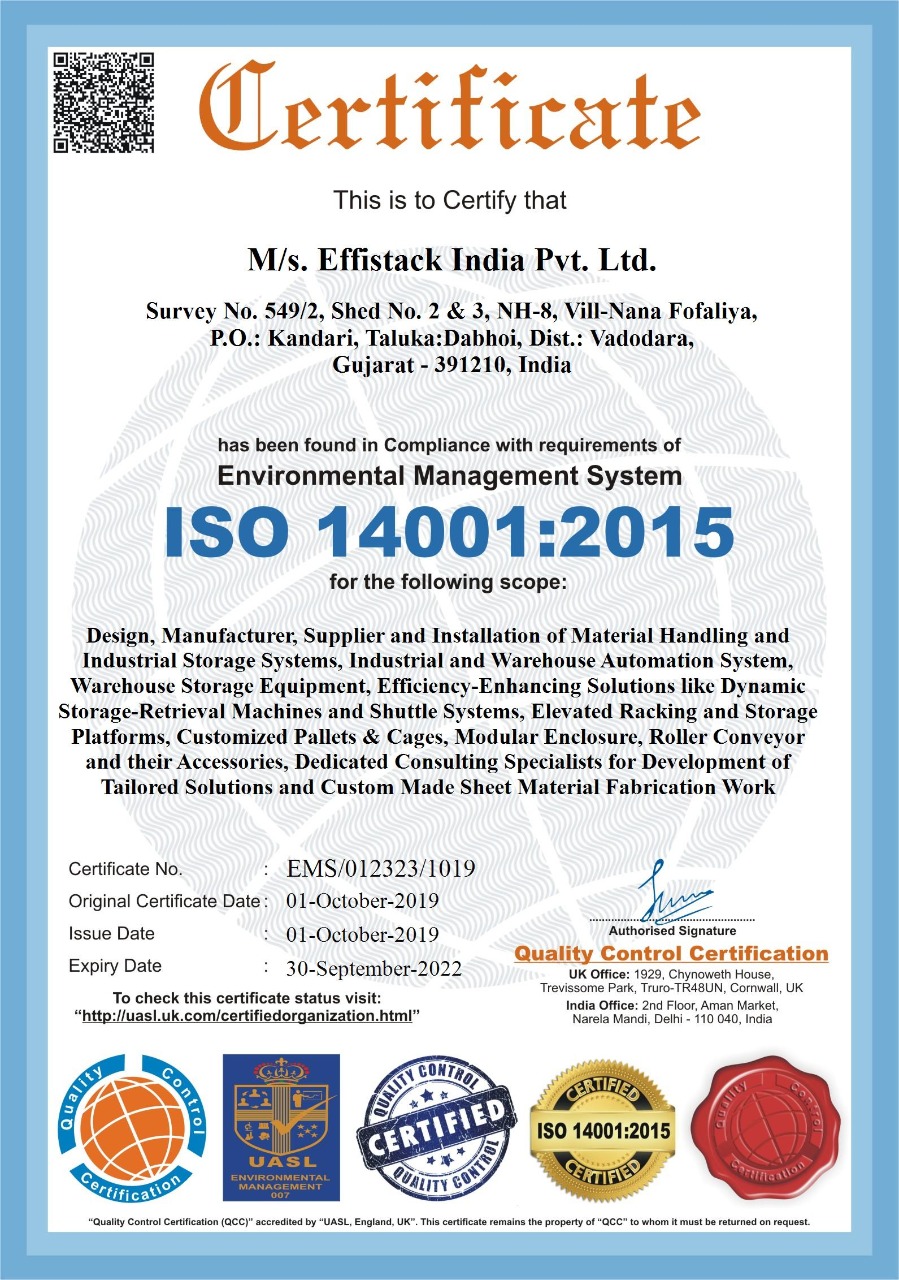 Certificate
This is to Certify that
M/s. Effistack India Pvt. Ltd.
Survey No. 549/2, Shed No. 2 & 3, NH-8, Vill-Nana Fofaliya,
P.O.: Kandari, Taluka:Dabhoi, Dist.: Vadodara,
Gujarat - 391210, India
has been found in Compliance with requirements of
Environmental Management System
ISO 14001:2015
for the following scope:
Design, Manufacturer, Supplier and Installation of Material Handling and
Industrial Storage Systems, Industrial and Warehouse Automation System,
Warehouse Storage Equipment, Efficiency-Enhancing Solutions like Dynamic
Storage-Retrieval Machines and Shuttle Systems, Elevated Racking and Storage
Platforms, Customized Pallets & Cages, Modular Enclosure, Roller Conveyor
and their Accessories, Dedicated Consulting Specialists for Development of
Tailored Solutions and Custom Made Sheet Material Fabrication Work
Certificate No. : EMS/012323/1019
Original Certificate Date : 01-October-2019
Issue Date : 01-October-2019
Expiry Date : 30-September-2022
To check this certificate status visit:
“http://uasl.uk.com/certifiedorganization.html”
Authorised Signature
Quality Control Certification
UK Office: 1929, Chynoweth House,
Trevissome Park, Truro-TR48UN, Cornwall, UK
India Office: 2nd Floor, Aman Market,
Narela Mandi, Delhi - 110 040, India
Quality Control
Certification
UASL
ENVIRONMENTAL
MANAGEMENT
007
QUALITY CONTROL
CERTIFIED
QUALITY CONTROL
CERTIFIED
ISO 14001:2015
CERTIFIED
Quality Control
Certification
“Quality Control Certification (QCC)” accredited by “UASL, England, UK”. This certificate remains the property of “QCC” to whom it must be returned on request.